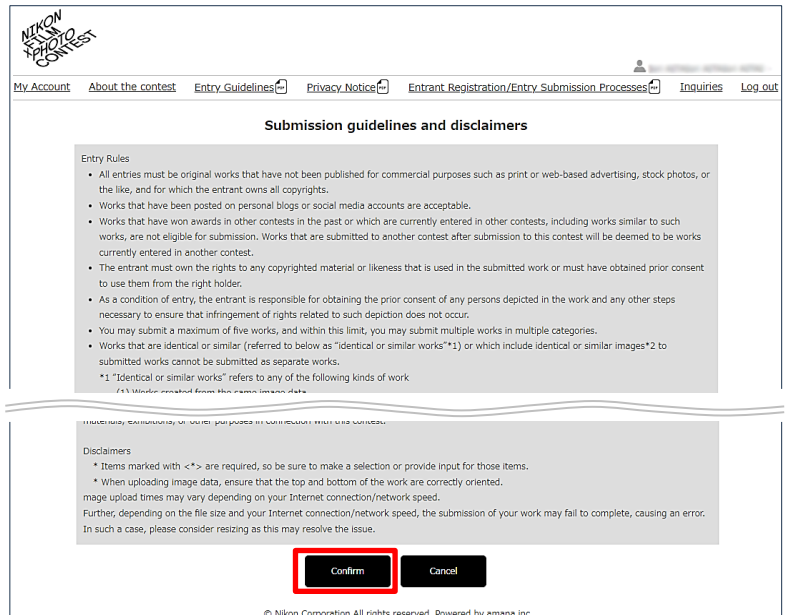 NIKON
FILM
×PHOTO
CONTEST
My Account About the contest Entry Guidelines PDF Privacy Notice PDF Entrant Registration/Entry Submission Processes PDF Inquiries Log out
Submission guidelines and disclaimers
Entry Rules
• All entries must be original works that have not been published for commercial purposes such as print or web-based advertising, stock photos, or
the like, and for which the entrant owns all copyrights.
• Works that have been posted on personal blogs or social media accounts are acceptable.
• Works that have won awards in other contests in the past or which are currently entered in other contests, including works similar to such
works, are not eligible for submission. Works that are submitted to another contest after submission to this contest will be deemed to be works
currently entered in another contest.
• The entrant must own the rights to any copyrighted material or likeness that is used in the submitted work or must have obtained prior consent
to use them from the right holder.
• As a condition of entry, the entrant is responsible for obtaining the prior consent of any persons depicted in the work and any other steps
necessary to ensure that infringement of rights related to such depiction does not occur.
• You may submit a maximum of five works, and within this limit, you may submit multiple works in multiple categories.
• Works that are identical or similar (referred to below as "identical or similar works"*1) or which include identical or similar images*2 to
submitted works cannot be submitted as separate works.
*1 "Identical or similar works" refers to any of the following kinds of work
(1) Works created from the same image data
materials, exhibitions, or other purposes in connection with this contest.
Disclaimers
* Items marked with <*> are required, so be sure to make a selection or provide input for those items.
* When uploading image data, ensure that the top and bottom of the work are correctly oriented.
mage upload times may vary depending on your Internet connection/network speed.
Further, depending on the file size and your Internet connection/network speed, the submission of your work may fail to complete, causing an error.
In such a case, please consider resizing as this may resolve the issue.
Confirm Cancel
© Nikon Corporation All rights reserved. Powered by amana inc.